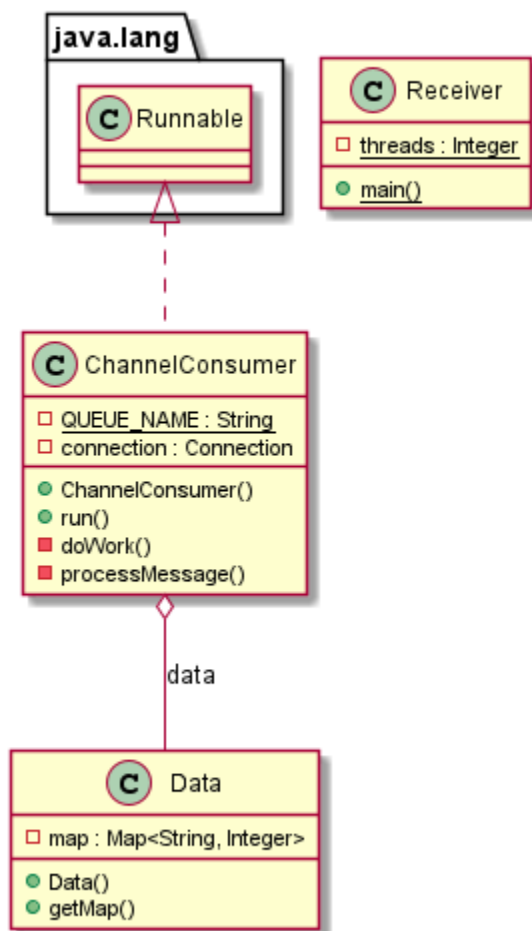 java.lang
C Runnable
C Receiver
threads : Integer
main()
C ChannelConsumer
QUEUE_NAME : String
connection : Connection
ChannelConsumer()
run()
doWork()
processMessage()
data
C Data
map : Map<String, Integer>
Data()
getMap()